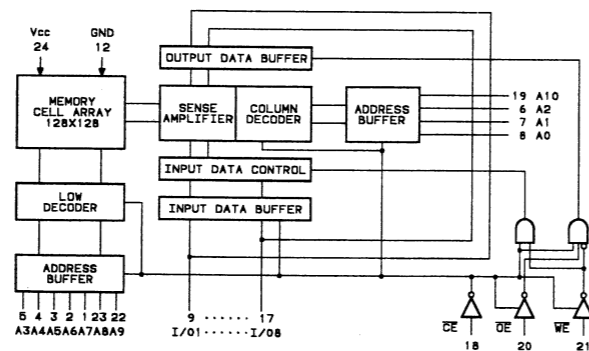 Vcc GND
24 12
OUTPUT DATA BUFFER
MEMORY
CELL ARRAY
128X128
SENSE
AMPLIFIER
COLUMN
DECODER
ADDRESS
BUFFER
19 A10
6 A2
7 A1
8 A0
INPUT DATA CONTROL
LOW
DECODER
INPUT DATA BUFFER
ADDRESS
BUFFER
5 4 3 2 1 23 22
A3A4A5A6A7A8A9
9 ······ 17
I/O1······I/O8
CE OE WE
18 20 21